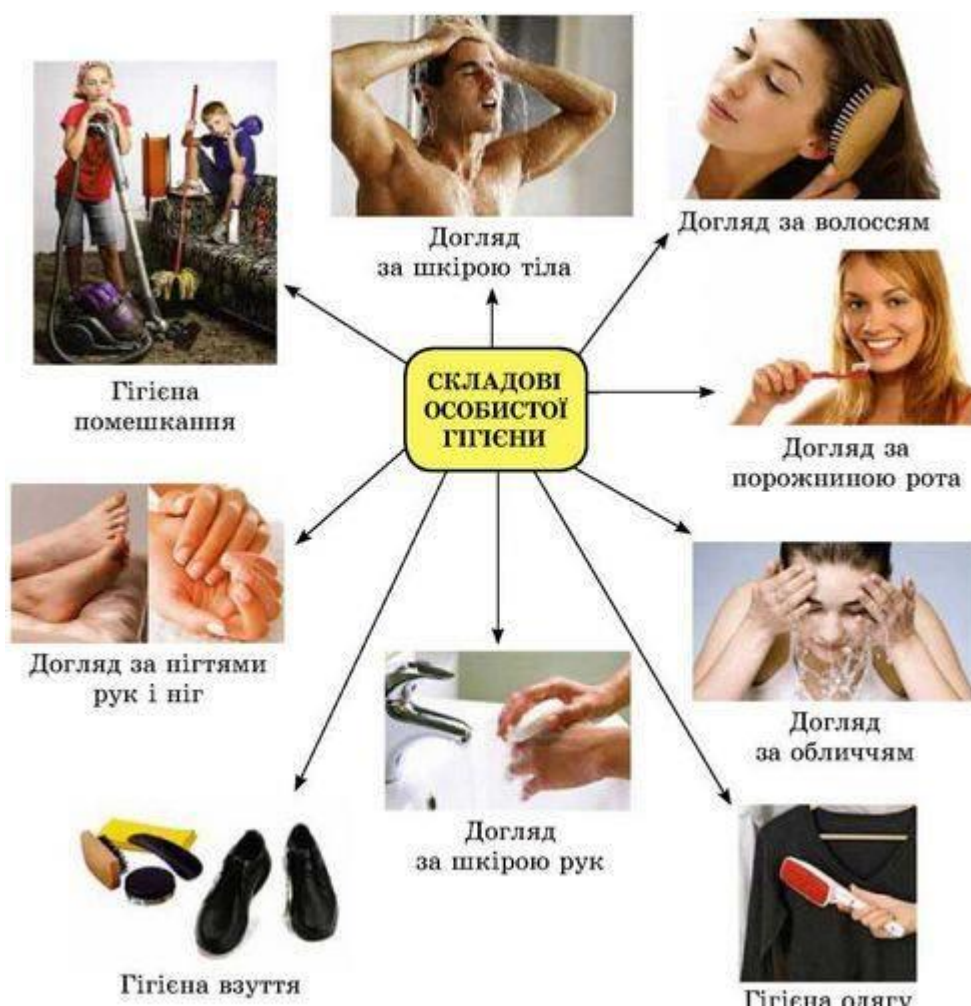 Догляд
за шкірою тіла
Догляд за волоссям
Гігієна
помешкання
СКЛАДОВІ
ОСОБИСТОЇ
ГІГІЄНИ
Догляд за
порожниною рота
Догляд за нігтями
рук і ніг
Догляд
за шкірою рук
Догляд
за обличчям
Гігієна взуття
Гігієна одягу